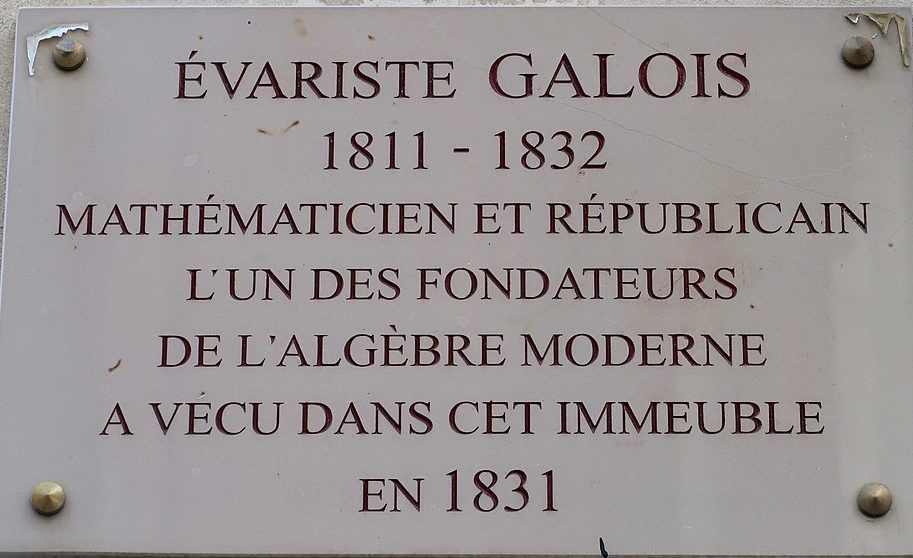 ÉVARISTE GALOIS
1811 - 1832
MATHÉMATICIEN ET RÉPUBLICAIN
L'UN DES FONDATEURS
DE L'ALGÈBRE MODERNE
A VÉCU DANS CET IMMEUBLE
EN 1831